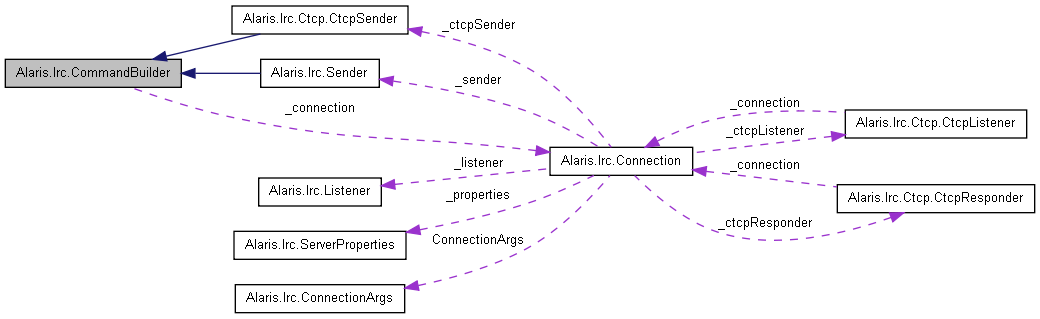 Alaris.Irc.Ctcp.CtcpSender
_ctcpSender
Alaris.Irc.CommandBuilder
Alaris.Irc.Sender
_sender
_connection
_connection
Alaris.Irc.Ctcp.CtcpListener
_ctcpListener
Alaris.Irc.Connection
_listener
_connection
Alaris.Irc.Listener
_properties
Alaris.Irc.Ctcp.CtcpResponder
_ctcpResponder
Alaris.Irc.ServerProperties
ConnectionArgs
Alaris.Irc.ConnectionArgs